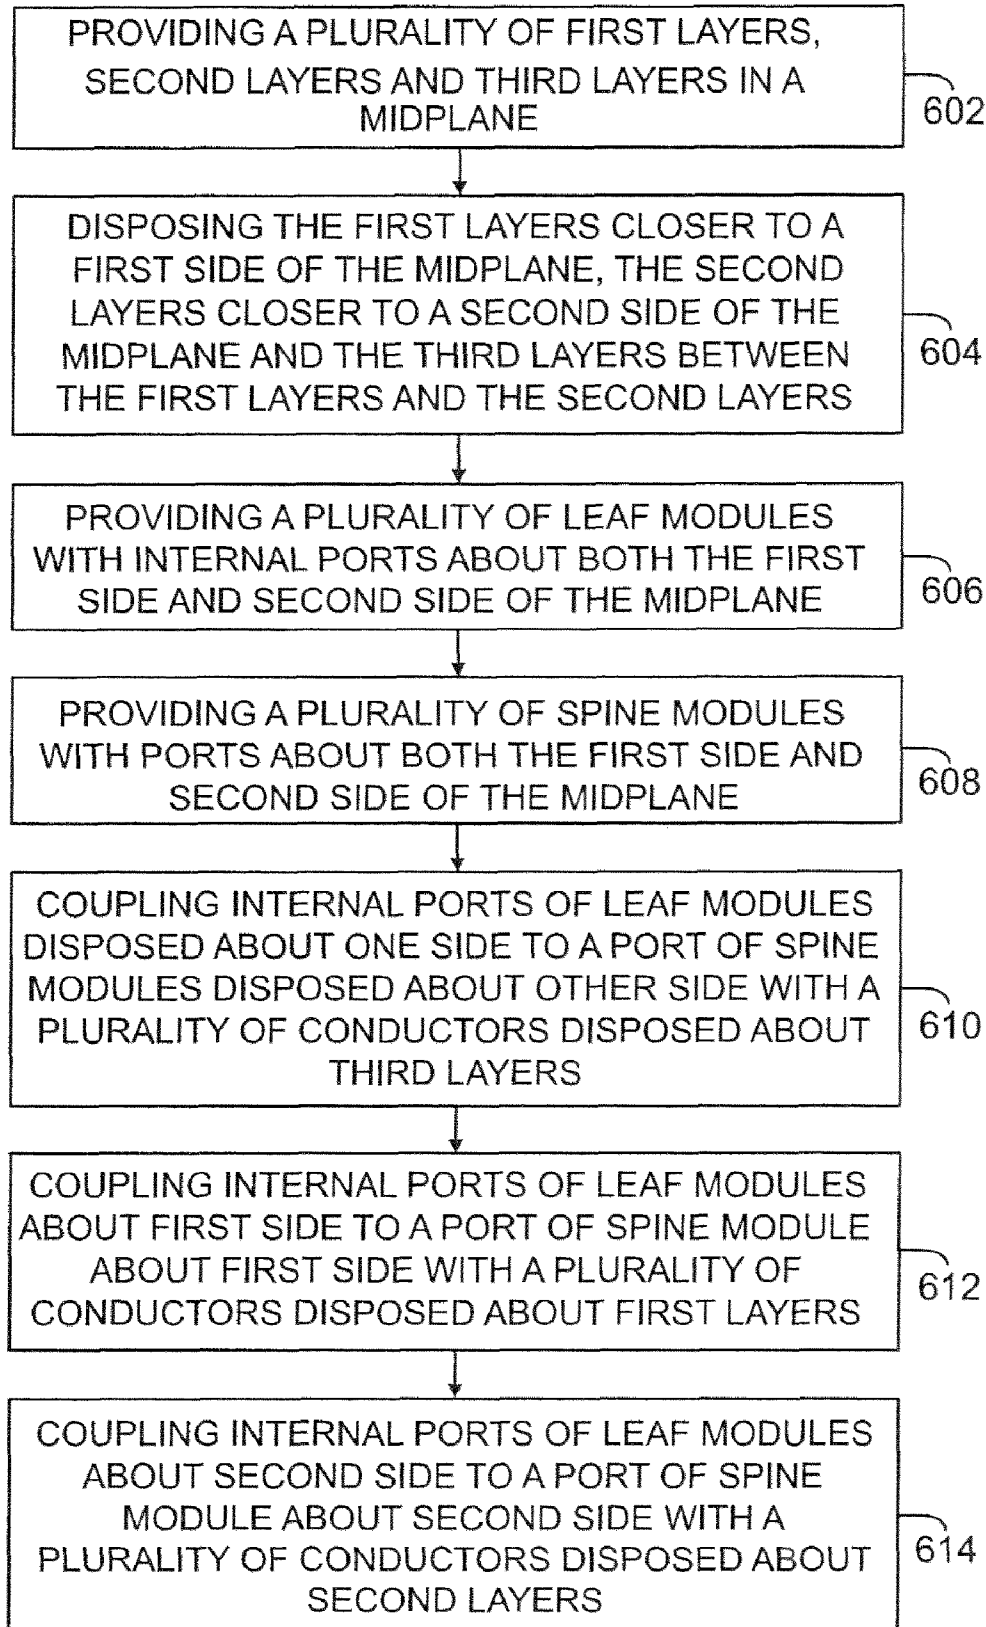 PROVIDING A PLURALITY OF FIRST LAYERS,
SECOND LAYERS AND THIRD LAYERS IN A
MIDPLANE
602
DISPOSING THE FIRST LAYERS CLOSER TO A
FIRST SIDE OF THE MIDPLANE, THE SECOND
LAYERS CLOSER TO A SECOND SIDE OF THE
MIDPLANE AND THE THIRD LAYERS BETWEEN
THE FIRST LAYERS AND THE SECOND LAYERS
604
PROVIDING A PLURALITY OF LEAF MODULES
WITH INTERNAL PORTS ABOUT BOTH THE FIRST
SIDE AND SECOND SIDE OF THE MIDPLANE
606
PROVIDING A PLURALITY OF SPINE MODULES
WITH PORTS ABOUT BOTH THE FIRST SIDE AND
SECOND SIDE OF THE MIDPLANE
608
COUPLING INTERNAL PORTS OF LEAF MODULES
DISPOSED ABOUT ONE SIDE TO A PORT OF SPINE
MODULES DISPOSED ABOUT OTHER SIDE WITH A
PLURALITY OF CONDUCTORS DISPOSED ABOUT
THIRD LAYERS
610
COUPLING INTERNAL PORTS OF LEAF MODULES
ABOUT FIRST SIDE TO A PORT OF SPINE MODULE
ABOUT FIRST SIDE WITH A PLURALITY OF
CONDUCTORS DISPOSED ABOUT FIRST LAYERS
612
COUPLING INTERNAL PORTS OF LEAF MODULES
ABOUT SECOND SIDE TO A PORT OF SPINE
MODULE ABOUT SECOND SIDE WITH A
PLURALITY OF CONDUCTORS DISPOSED ABOUT
SECOND LAYERS
614